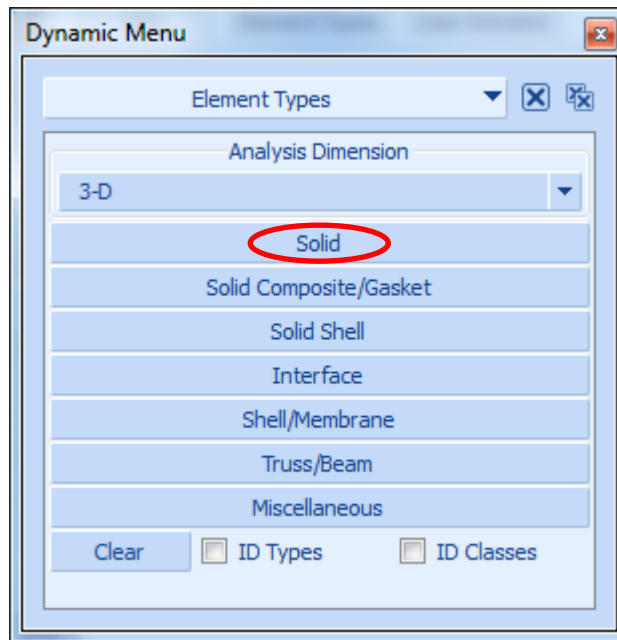 Dynamic Menu
Element Types
Analysis Dimension
3-D
Solid
Solid Composite/Gasket
Solid Shell
Interface
Shell/Membrane
Truss/Beam
Miscellaneous
Clear ID Types ID Classes